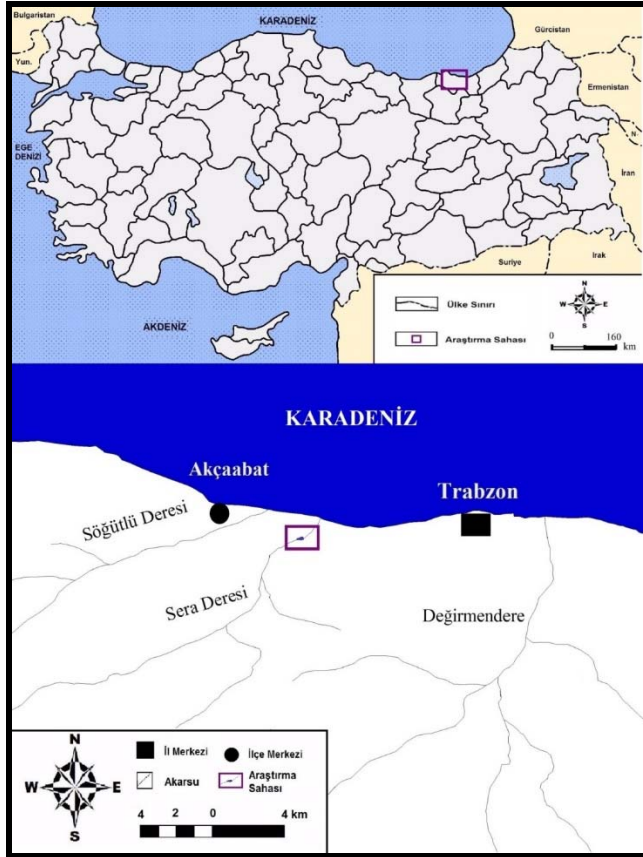 Bulgaristan
KARADENİZ
Gürcistan
Yun.
Ermenistan
N.
EGE
DENİZİ
İran
Suriye
Irak
AKDENİZ
Ülke Sınırı
Araştırma Sahası
N
W E
S
0 160
km
KARADENİZ
Akçaabat
Trabzon
Söğütlü Deresi
Sera Deresi
Değirmendere
N
W E
S
İl Merkezi
İlçe Merkezi
Akarsu
Araştırma
Sahası
4 2 0 4 km